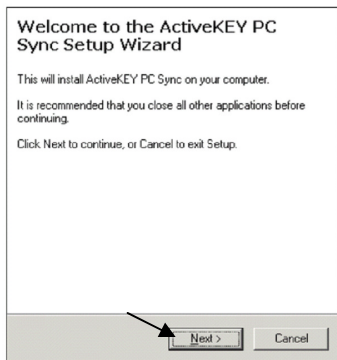 Welcome to the ActiveKEY PC
Sync Setup Wizard
This will install ActiveKEY PC Sync on your computer.
It is recommended that you close all other applications before
continuing.
Click Next to continue, or Cancel to exit Setup.
Next >
Cancel